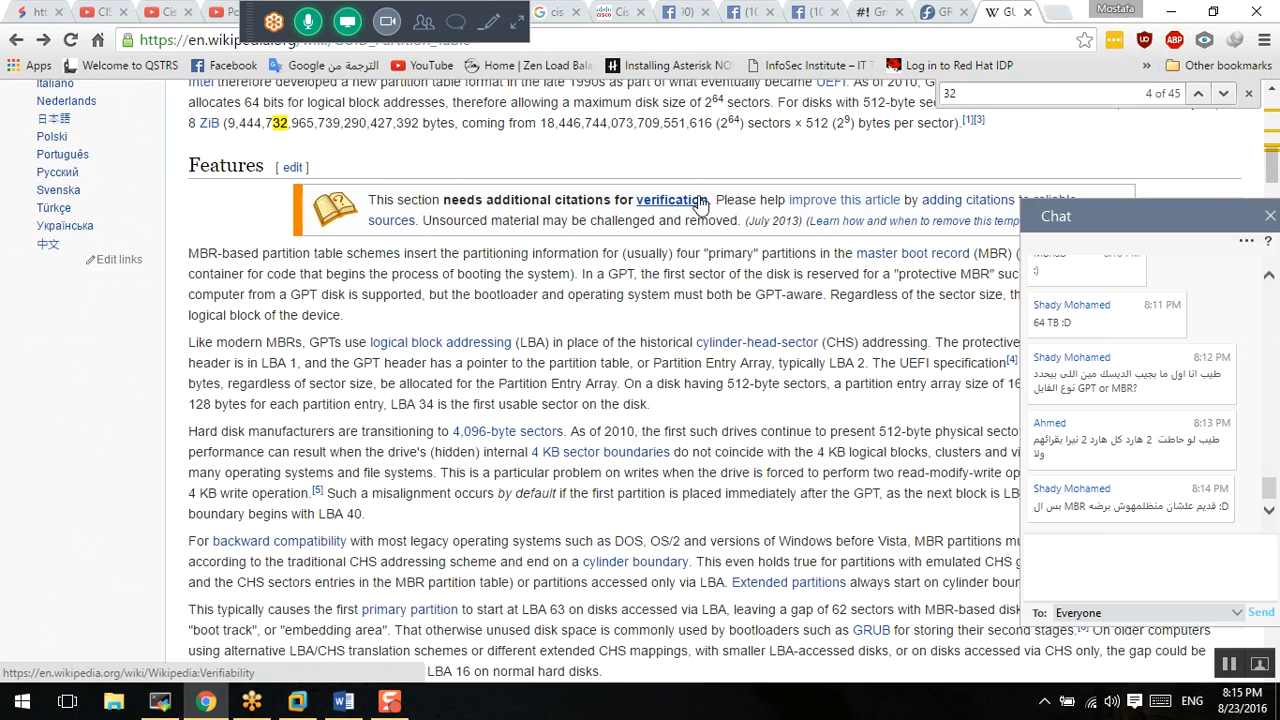 CIS
Cis
Po
cis
Cis
(0)
(1
(1
Gr
GF
GU
Mostafa
https://en.wikipedia.org/wiki/GUID_Partition_Table
Apps
Welcome to QSTRS
Facebook
الترجمة من Google
YouTube
Home | Zen Load Bala
Installing Asterisk NO
InfoSec Institute – IT T
Log in to Red Hat IDP
»
Other bookmarks
32
4 of 45
Italiano
Nederlands
日本語
Polski
Português
Русский
Svenska
Türkçe
Українська
中文
Edit links
Intel therefore developed a new partition table format in the late 1990s as part of what eventually became UEFI. As of 2010, G
allocates 64 bits for logical block addresses, therefore allowing a maximum disk size of 2^64 sectors. For disks with 512-byte sec
8 ZiB (9,444,732,965,739,290,427,392 bytes, coming from 18,446,744,073,709,551,616 (2^64) sectors × 512 (2^9) bytes per sector).[1][3]
Features [ edit ]
This section needs additional citations for verification. Please help improve this article by adding citations to reliable
sources. Unsourced material may be challenged and removed. (July 2013) (Learn how and when to remove this temp
MBR-based partition table schemes insert the partitioning information for (usually) four "primary" partitions in the master boot record (MBR) (
container for code that begins the process of booting the system). In a GPT, the first sector of the disk is reserved for a "protective MBR" suc
computer from a GPT disk is supported, but the bootloader and operating system must both be GPT-aware. Regardless of the sector size, the
logical block of the device.
Like modern MBRs, GPTs use logical block addressing (LBA) in place of the historical cylinder-head-sector (CHS) addressing. The protective
header is in LBA 1, and the GPT header has a pointer to the partition table, or Partition Entry Array, typically LBA 2. The UEFI specification[4]
bytes, regardless of sector size, be allocated for the Partition Entry Array. On a disk having 512-byte sectors, a partition entry array size of 16
128 bytes for each partition entry, LBA 34 is the first usable sector on the disk.
Hard disk manufacturers are transitioning to 4,096-byte sectors. As of 2010, the first such drives continue to present 512-byte physical secto
performance can result when the drive's (hidden) internal 4 KB sector boundaries do not coincide with the 4 KB logical blocks, clusters and vi
many operating systems and file systems. This is a particular problem on writes when the drive is forced to perform two read-modify-write op
4 KB write operation.[5] Such a misalignment occurs by default if the first partition is placed immediately after the GPT, as the next block is LB
boundary begins with LBA 40.
For backward compatibility with most legacy operating systems such as DOS, OS/2 and versions of Windows before Vista, MBR partitions mu
according to the traditional CHS addressing scheme and end on a cylinder boundary. This even holds true for partitions with emulated CHS g
and the CHS sectors entries in the MBR partition table) or partitions accessed only via LBA. Extended partitions always start on cylinder boun
This typically causes the first primary partition to start at LBA 63 on disks accessed via LBA, leaving a gap of 62 sectors with MBR-based disk
"boot track", or "embedding area". That otherwise unused disk space is commonly used by bootloaders such as GRUB for storing their second stages.[6] On older computers
using alternative LBA/CHS translation schemes or different extended CHS mappings, with smaller LBA-accessed disks, or on disks accessed via CHS only, the gap could be
LBA 16 on normal hard disks.
Chat
:)
Shady Mohamed 8:11 PM
64 TB :D
Shady Mohamed 8:12 PM
طيب انا اول ما بجيب الديسك مين اللى بيحدد
نوع الفايل GPT or MBR?
Ahmed 8:13 PM
طيب لو حاطت 2 هارد كل هارد 2 تيرا يقرائهم
ولا
Shady Mohamed 8:14 PM
بس ال MBR قديم علشان منظلمهوش برضه :D
To: Everyone Send
https://en.wikipedia.org/wiki/Wikipedia:Verifiability
ENG
8:15 PM
8/23/2016